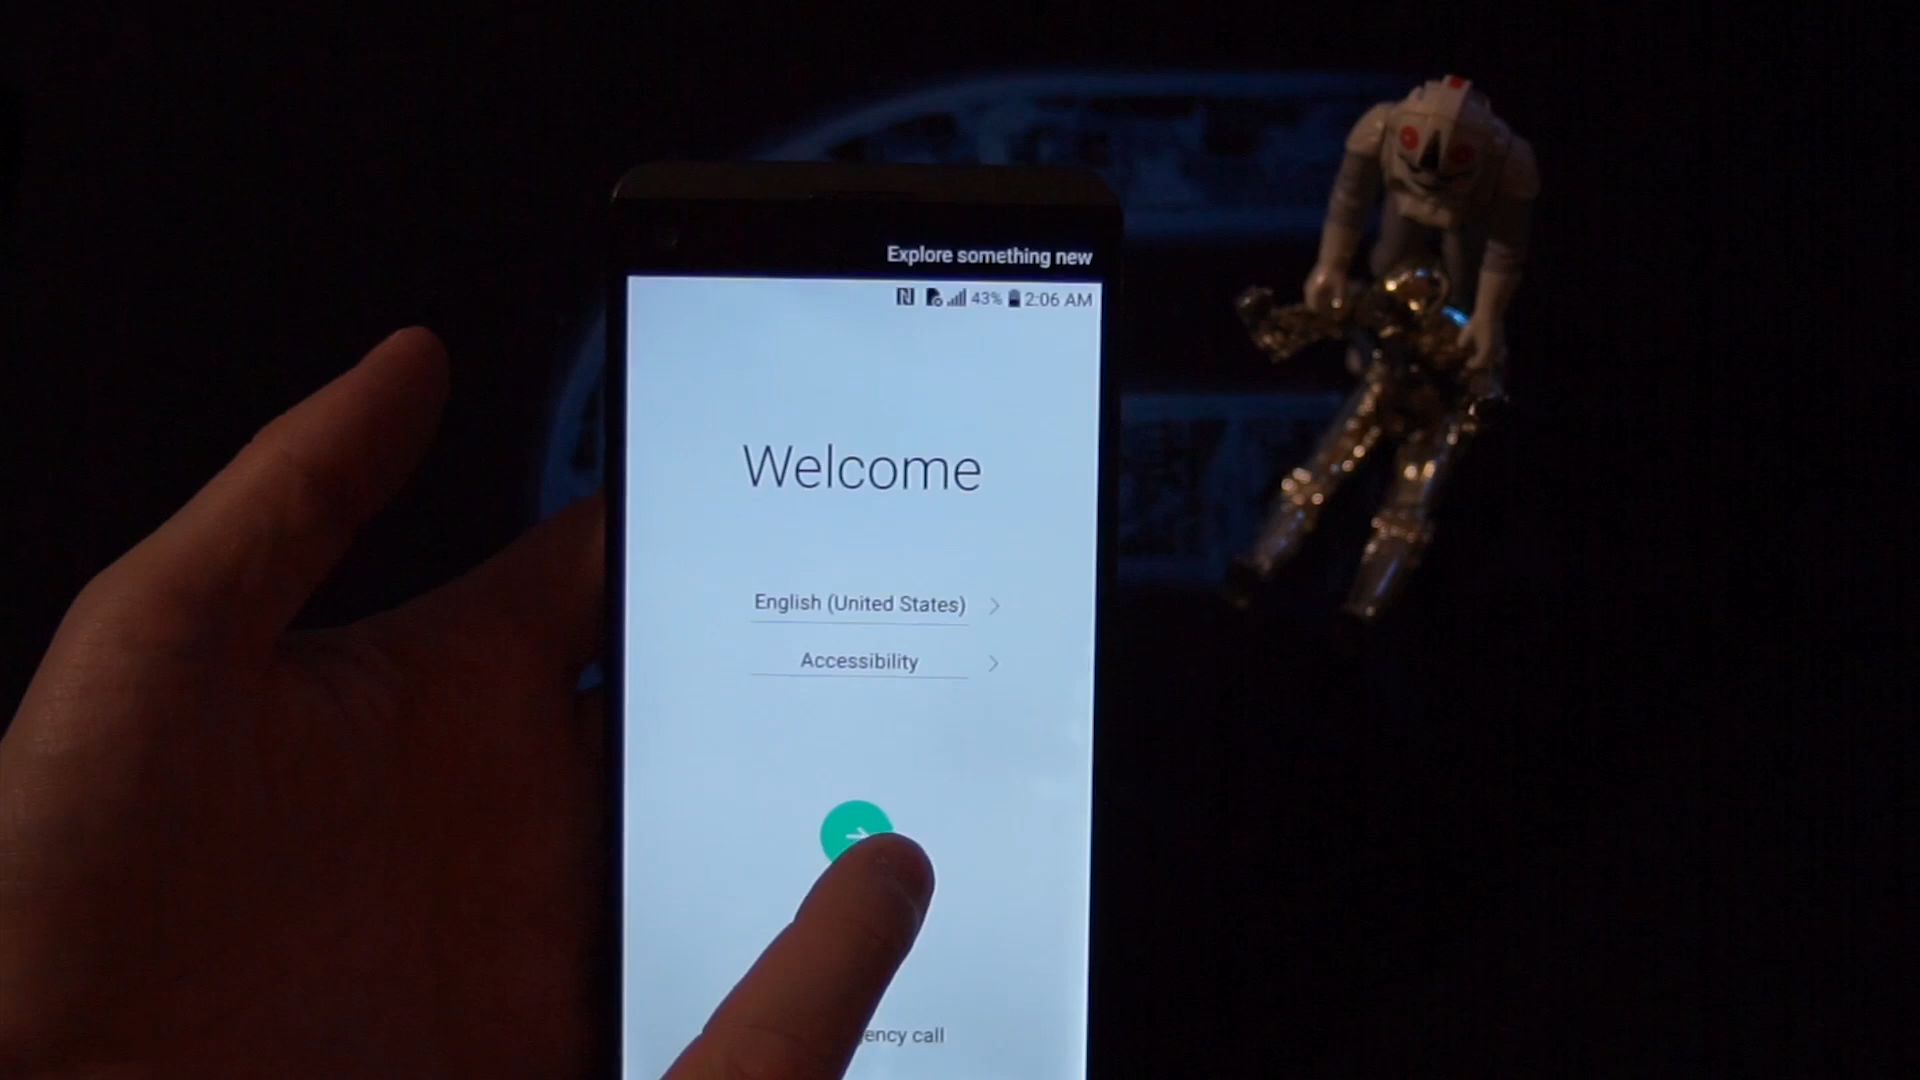 Explore something new
43% 2:06 AM
Welcome
English (United States)
Accessibility
ency call